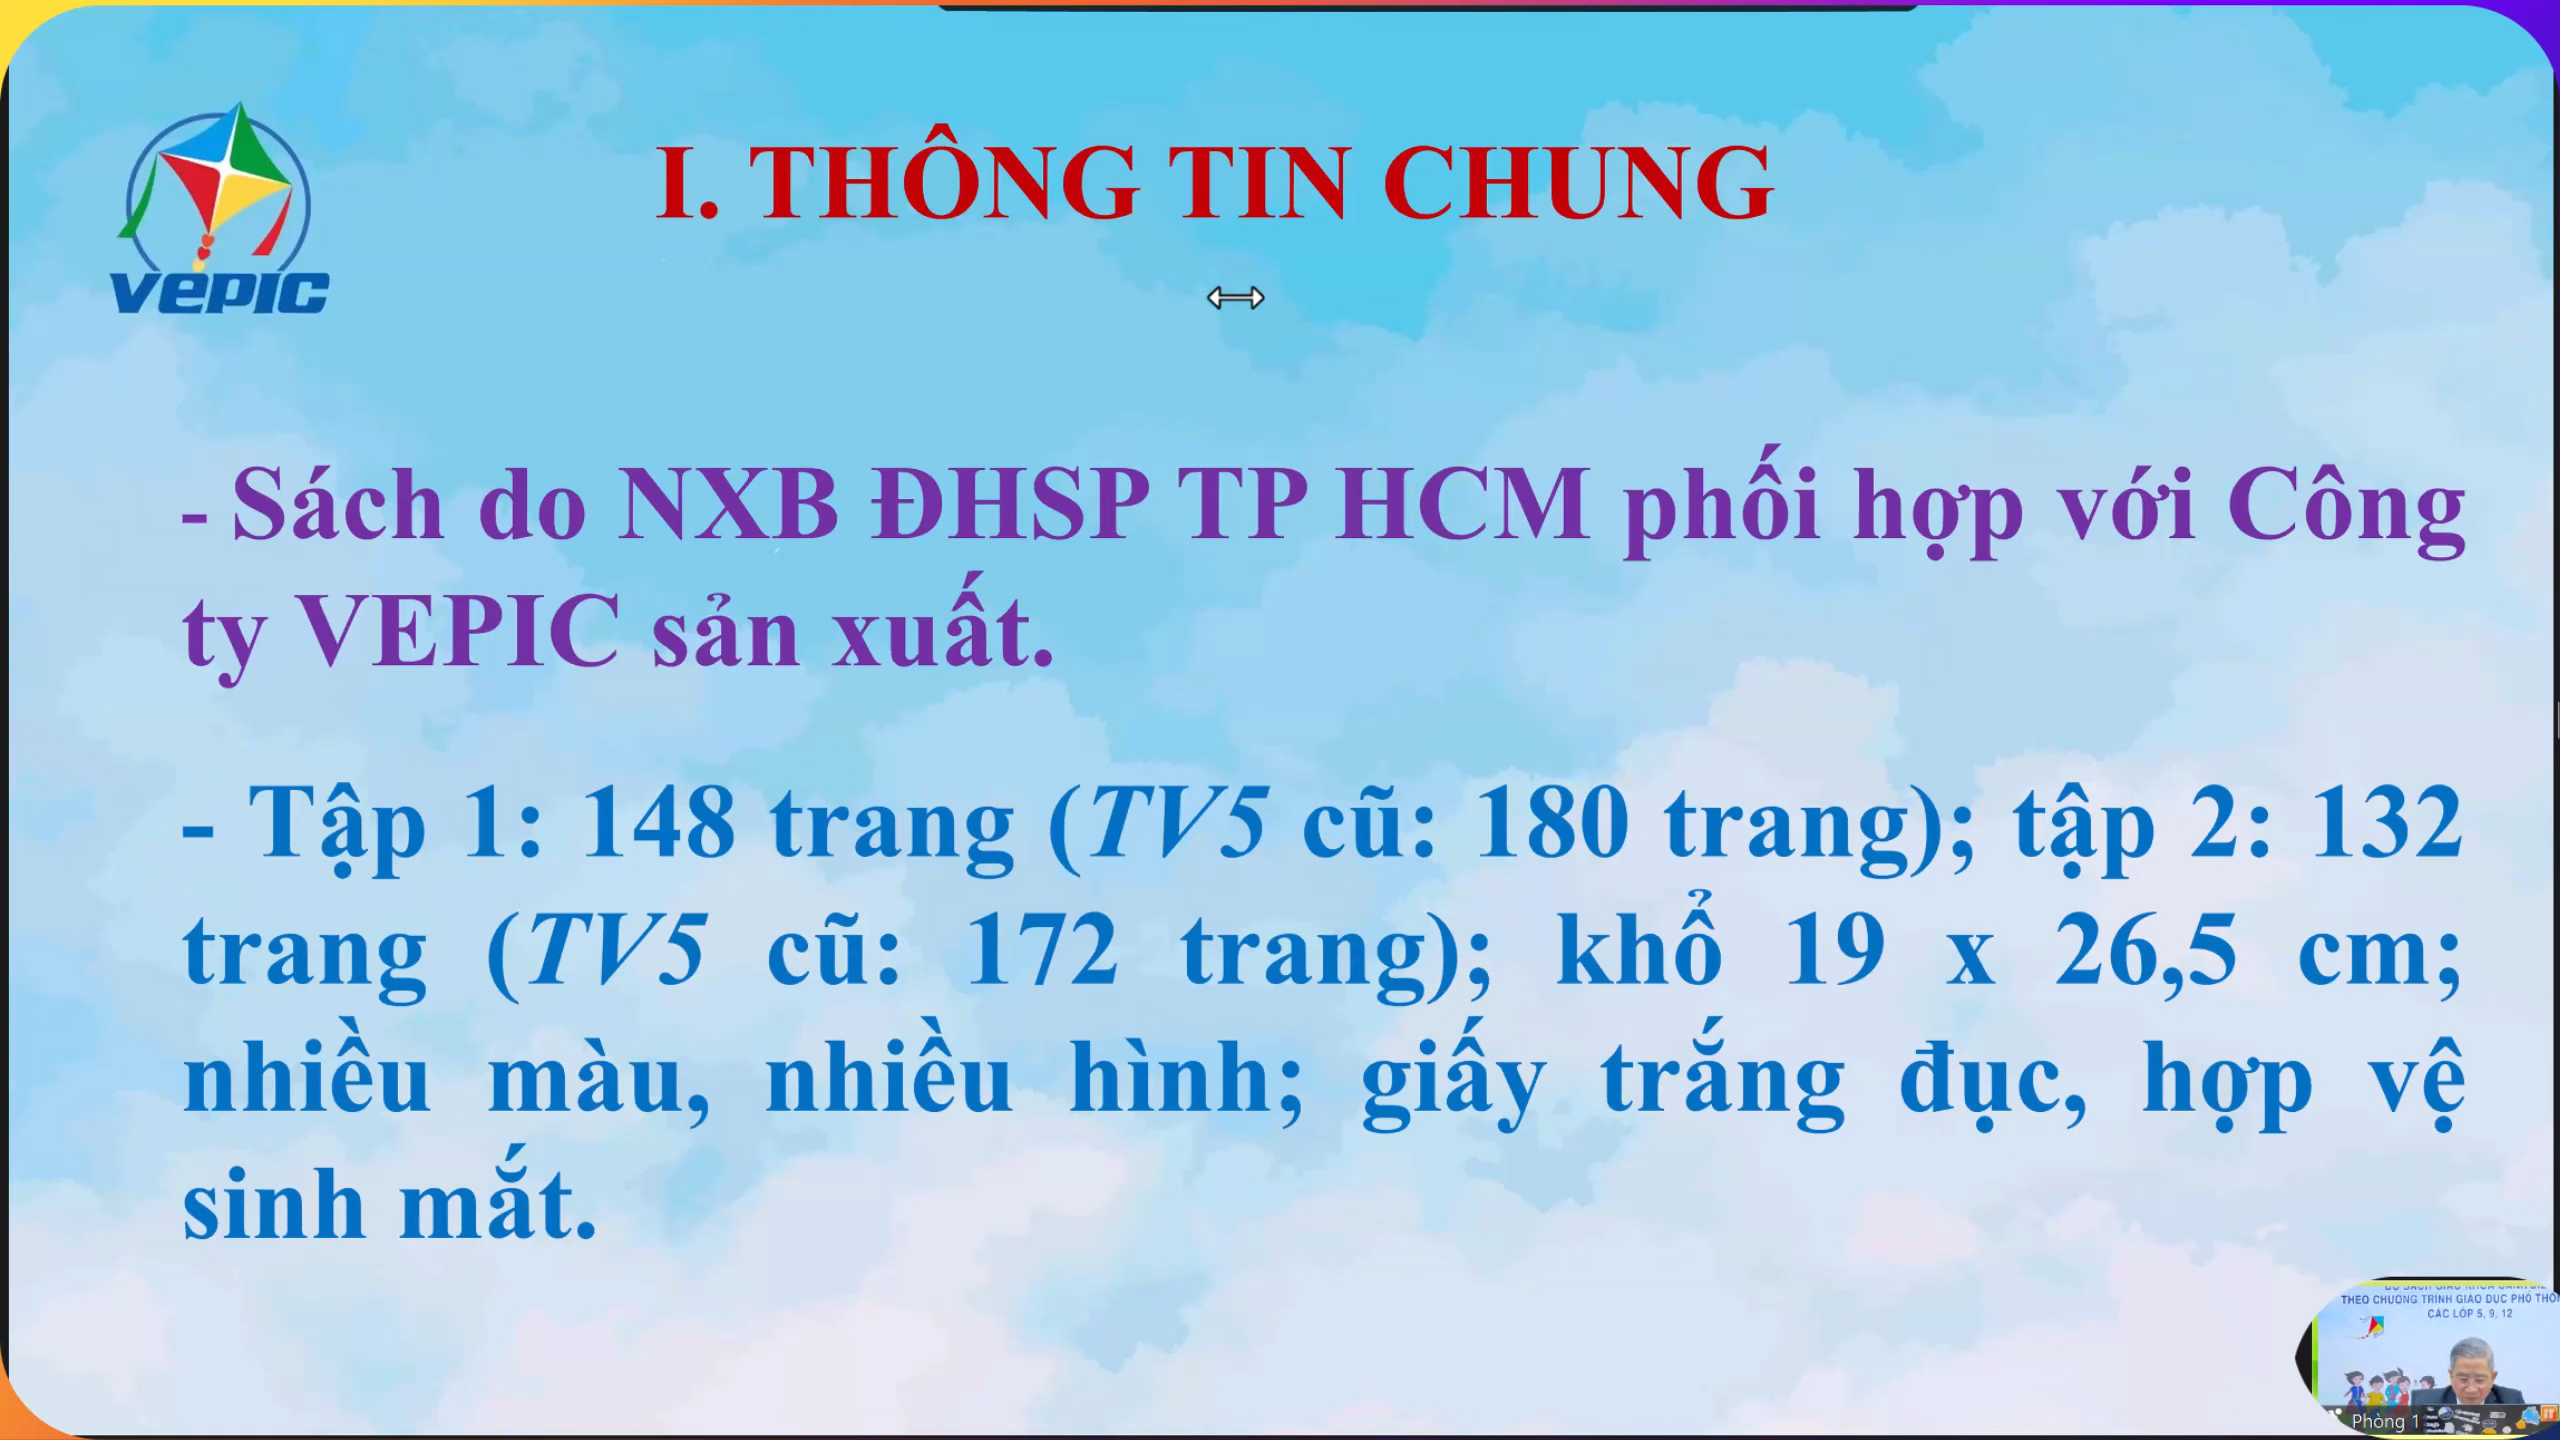 I. THÔNG TIN CHUNG
VEPIC
- Sách do NXB ĐHSP TP HCM phối hợp với Công
ty VEPIC sản xuất.
- Tập 1: 148 trang (TV5 cũ: 180 trang); tập 2: 132
trang (TV5 cũ: 172 trang); khổ 19 x 26,5 cm;
nhiều màu, nhiều hình; giấy trắng đục, hợp vệ
sinh mắt.
THEO CHƯƠNG TRÌNH GIÁO DỤC PHỔ
CÁC LỚP 5, 9, 12
Phòng 1